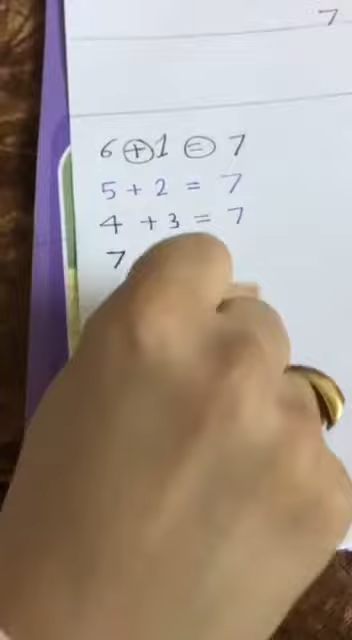 7
6 + 1 = 7
5 + 2 = 7
4 + 3 = 7
7